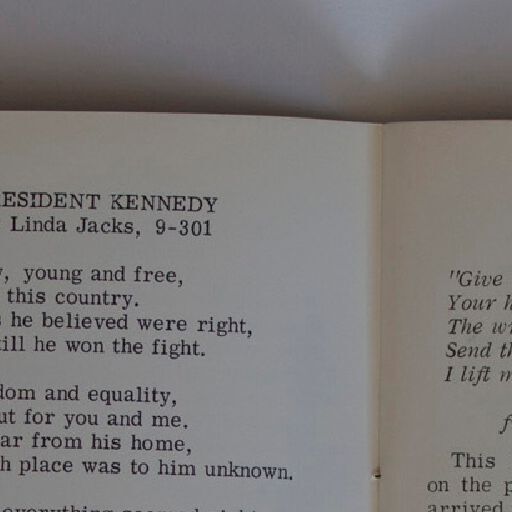 ESIDENT KENNEDY
Linda Jacks, 9-301
, young and free,
this country.
he believed were right,
ill he won the fight.
dom and equality,
ut for you and me.
ar from his home,
h place was to him unknown.
"Give
Your h
The wi
Send th
I lift m
f
This
on the p
arrived